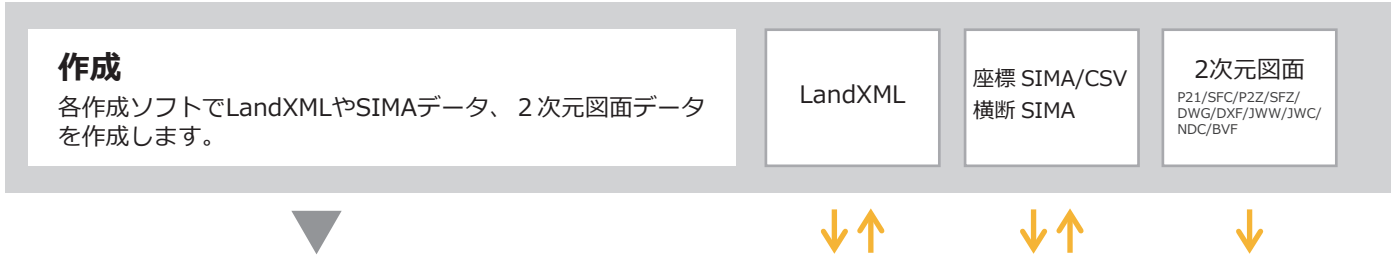 作成
各作成ソフトでLandXMLやSIMAデータ、２次元図面データ
を作成します。
LandXML
座標 SIMA/CSV
横断 SIMA
2次元図面
P21/SFC/P2Z/SFZ/
DWG/DXF/JWW/JWC/
NDC/BVF